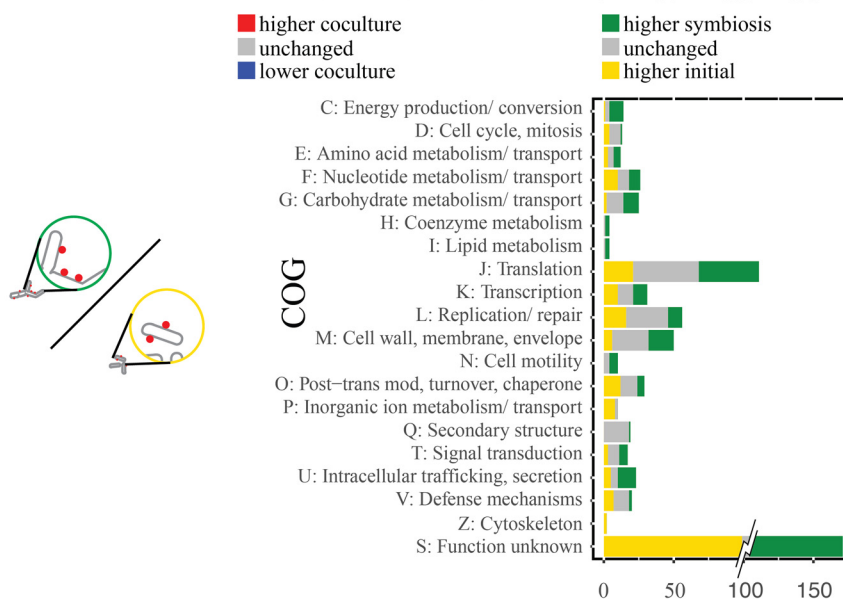 higher coculture
unchanged
lower coculture
higher symbiosis
unchanged
higher initial
COG
C: Energy production/ conversion
D: Cell cycle, mitosis
E: Amino acid metabolism/ transport
F: Nucleotide metabolism/ transport
G: Carbohydrate metabolism/ transport
H: Coenzyme metabolism
I: Lipid metabolism
J: Translation
K: Transcription
L: Replication/ repair
M: Cell wall, membrane, envelope
N: Cell motility
O: Post−trans mod, turnover, chaperone
P: Inorganic ion metabolism/ transport
Q: Secondary structure
T: Signal transduction
U: Intracellular trafficking, secretion
V: Defense mechanisms
Z: Cytoskeleton
S: Function unknown
0 50 100 150